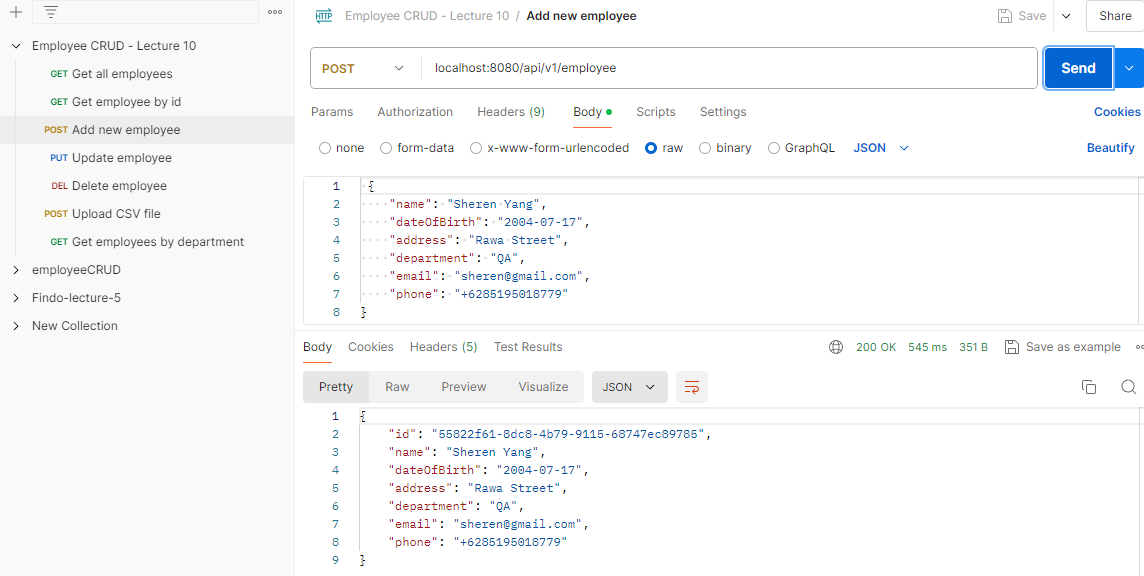 Employee CRUD - Lecture 10
GET Get all employees
GET Get employee by id
POST Add new employee
PUT Update employee
DEL Delete employee
POST Upload CSV file
GET Get employees by department
employeeCRUD
Findo-lecture-5
New Collection
HTTP Employee CRUD - Lecture 10 / Add new employee Save Share
POST localhost:8080/api/v1/employee Send
Params Authorization Headers (9) Body Scripts Settings Cookies
none form-data x-www-form-urlencoded raw binary GraphQL JSON Beautify
1 {
2 "name": "Sheren Yang",
3 "dateOfBirth": "2004-07-17",
4 "address": "Rawa Street",
5 "department": "QA",
6 "email": "sheren@gmail.com",
7 "phone": "+6285195018779"
8 }
Body Cookies Headers (5) Test Results 200 OK 545 ms 351 B Save as example
Pretty Raw Preview Visualize JSON
1 {
2 "id": "55822f61-8dc8-4b79-9115-68747ec89785",
3 "name": "Sheren Yang",
4 "dateOfBirth": "2004-07-17",
5 "address": "Rawa Street",
6 "department": "QA",
7 "email": "sheren@gmail.com",
8 "phone": "+6285195018779"
9 }